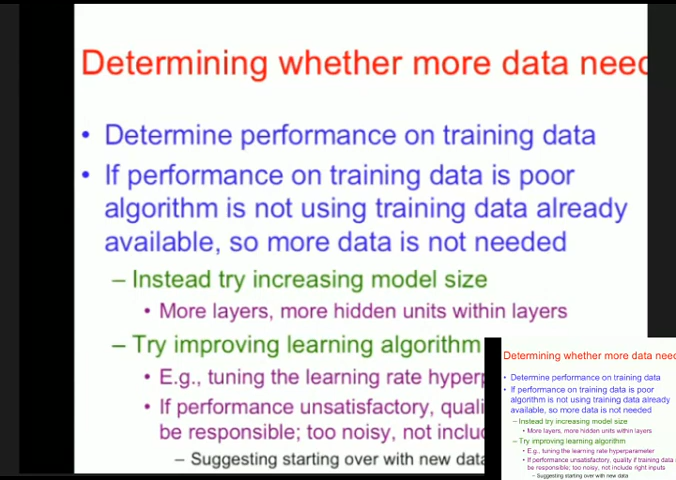 Determining whether more data need
• Determine performance on training data
• If performance on training data is poor
algorithm is not using training data already
available, so more data is not needed
– Instead try increasing model size
• More layers, more hidden units within layers
– Try improving learning algorithm
• E.g., tuning the learning rate hyperp
• If performance unsatisfactory, quali
be responsible; too noisy, not includ
– Suggesting starting over with new data
Determining whether more data need
• Determine performance on training data
• If performance on training data is poor
algorithm is not using training data already
available, so more data is not needed
– Instead try increasing model size
• More layers, more hidden units within layers
– Try improving learning algorithm
• E.g., tuning the learning rate hyperparameter
• If performance unsatisfactory, quality if training data
be responsible; too noisy, not include right inputs
– Suggesting starting over with new data